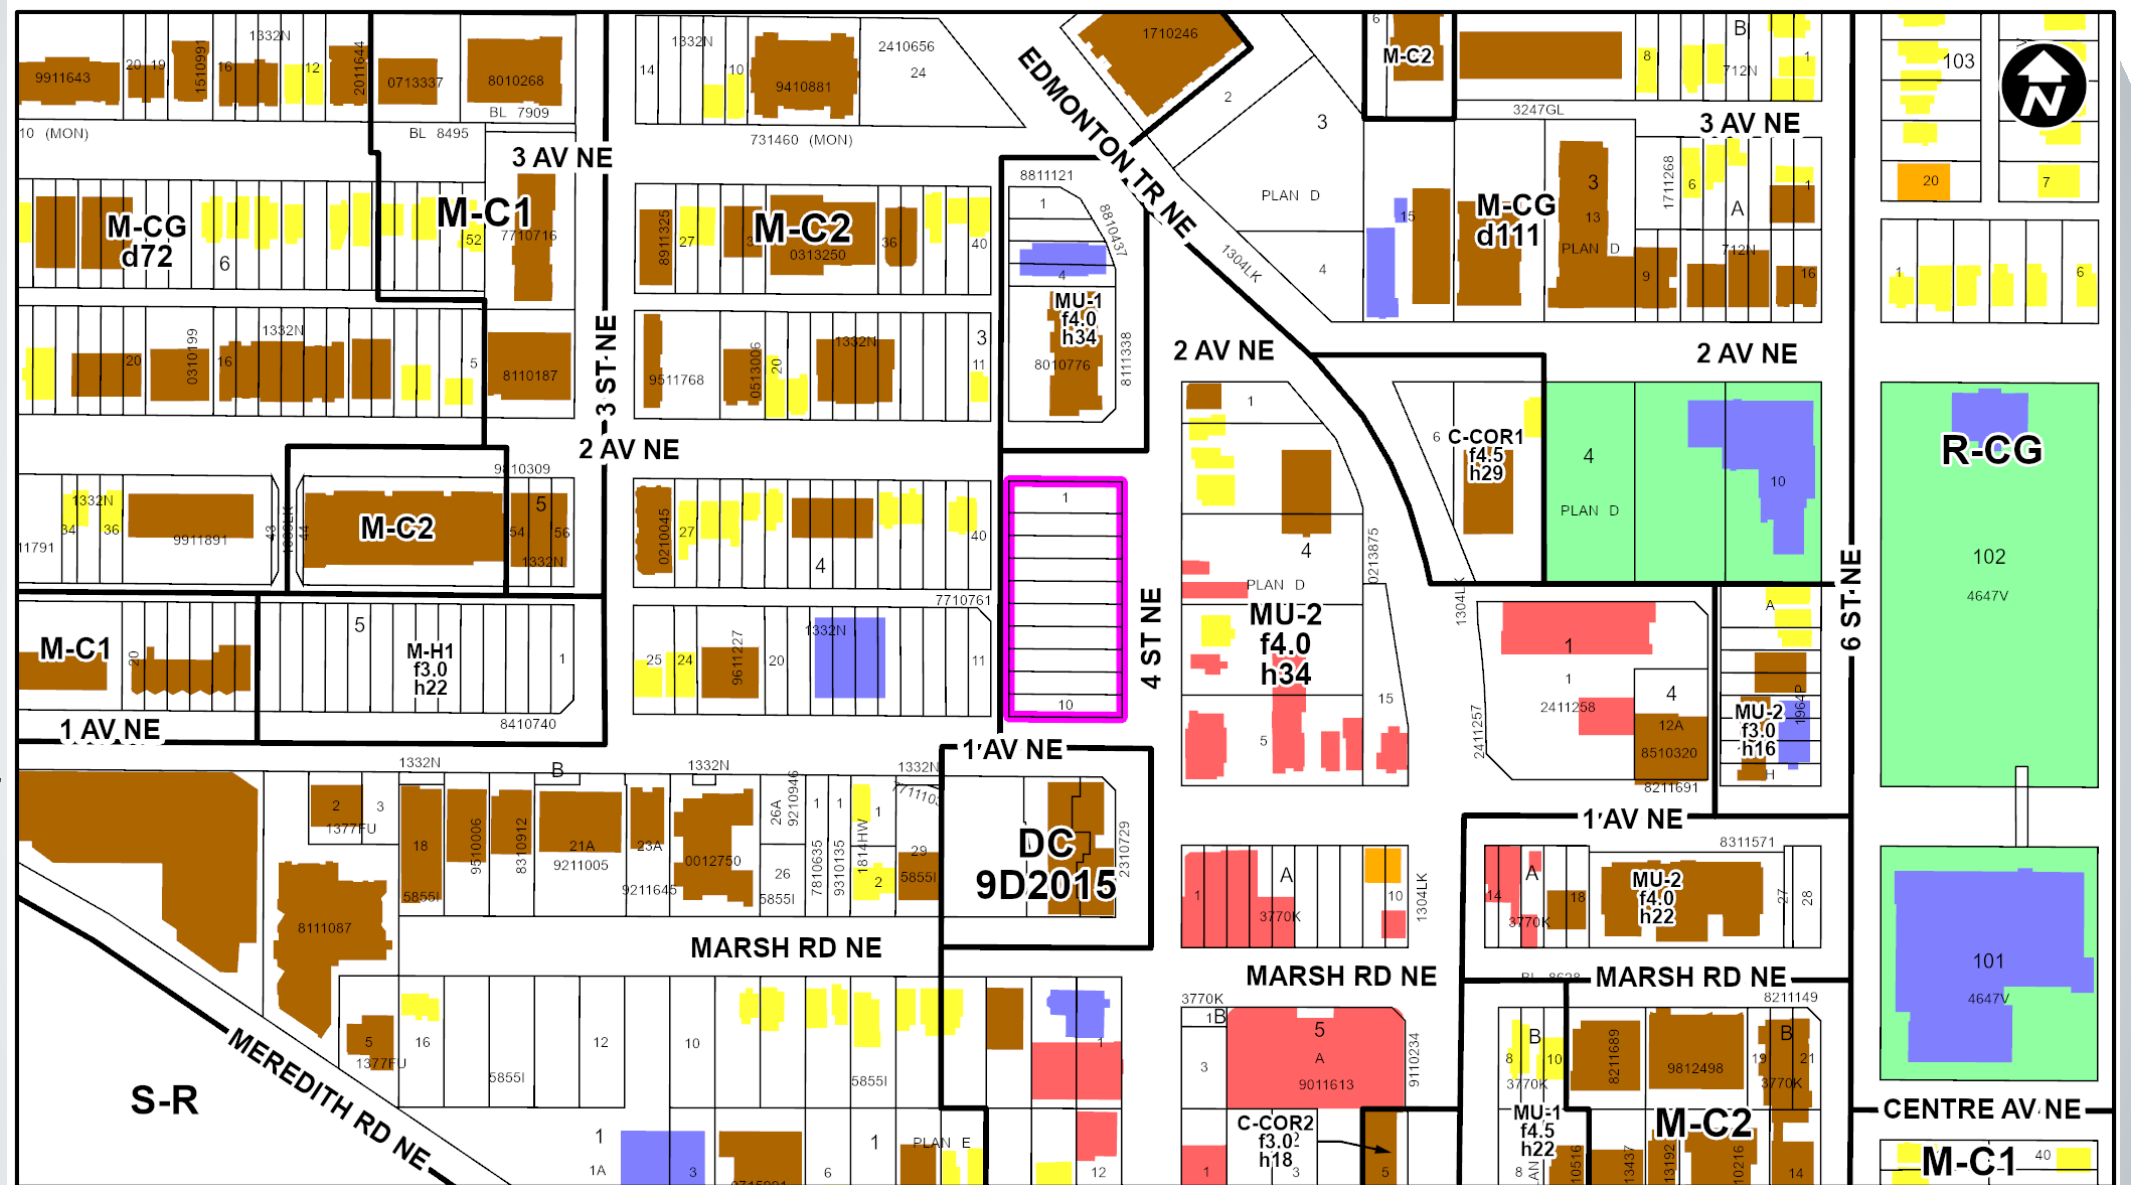 1332N
9911643
20
19
1510991
16
12
2011644
0713337
8010268
BL 7909
10 (MON)
BL 8495
3 AV NE
14
1332N
10
9410881
2410656
24
731460 (MON)
EDMONTON TR NE
1710246
2
3
PLAN D
4
1304LK
6
M-C2
8
B
712N
1
3247GL
3 AV NE
103
N
20
7
M-CG
d72
6
M-C1
52
7710716
8911325
27
M-C2
0313250
36
40
8811121
1
8810437
4
MU-1
f4.0
h34
8010776
8111338
15
M-CG
d111
3
13
PLAN D
9
1711268
6
1
A
712N
16
1
6
20
0310199
16
1332N
5
8110187
3 ST NE
9511768
0513006
20
1332N
3
11
2 AV NE
2 AV NE
2 AV NE
1
6
C-COR1
f4.5
h29
4
PLAN D
10
R-CG
102
4647V
9810309
11791
34
1332N
36
9911891
43
44
M-C2
54
5
56
1332N
0210045
27
4
40
7710761
1
10
4 ST NE
4
PLAN D
0213875
MU-2
f4.0
h34
15
5
1304LK
1
1
2411258
2411257
4
12A
8510320
8211691
A
MU-2
f3.0
h16
1964P
H
6 ST NE
M-C1
20
5
M-H1
f3.0
h22
1
8410740
1 AV NE
25
24
9611227
20
1332N
11
1 AV NE
1332N
B
1332N
1332N
7711103
2
3
1377FU
18
5855I
9510006
8310912
21A
9211005
23A
9211645
0012750
26A
9210946
26
5855I
1
7810635
1
9310135
1814HW
1
2
29
5855I
DC
9D2015
2310729
8111087
MARSH RD NE
1
A
3770K
10
1304LK
1 AV NE
14
A
3770K
18
MU-2
f4.0
h22
8311571
27
28
101
4647V
MARSH RD NE
MARSH RD NE
8211149
5
1377FU
16
5855I
12
10
5855I
1
3770K
1B
3
5
A
9011613
9110234
8
B
10
3770K
8211689
9812498
19
B
21
3770K
MEREDITH RD NE
S-R
1
1A
3
6
1
PLAN E
12
1
C-COR2
f3.0
h18
3
5
MU-1
f4.5
h22
8
M-C2
14
CENTRE AV NE
M-C1
40